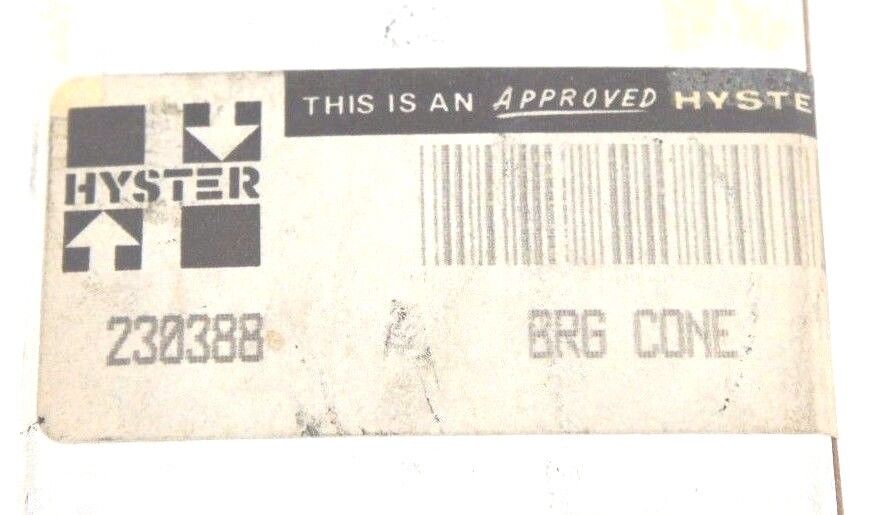 THIS IS AN APPROVED HYSTE
HYSTER
230388 BRG CONE